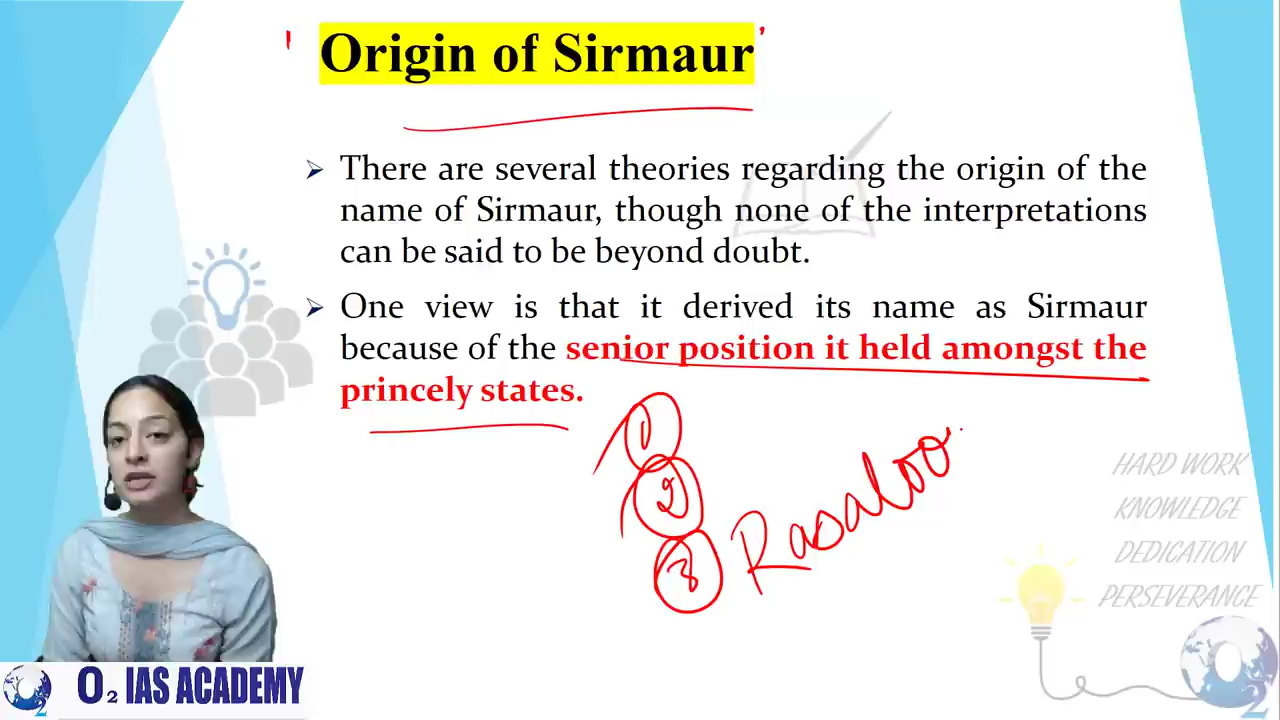 Origin of Sirmaur
➢ There are several theories regarding the origin of the
name of Sirmaur, though none of the interpretations
can be said to be beyond doubt.
➢ One view is that it derived its name as Sirmaur
because of the senior position it held amongst the
princely states.
1
2
3 Rasaloo
HARD WORK
KNOWLEDGE
DEDICATION
PERSEVERANCE
O₂ IAS ACADEMY
2